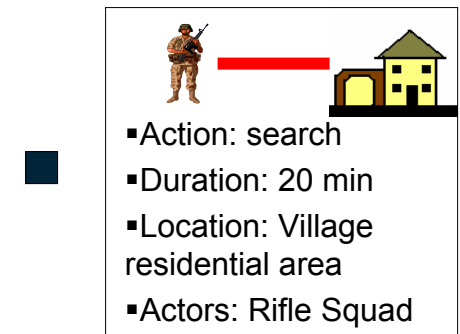 ▪Action: search
▪Duration: 20 min
▪Location: Village
residential area
▪Actors: Rifle Squad